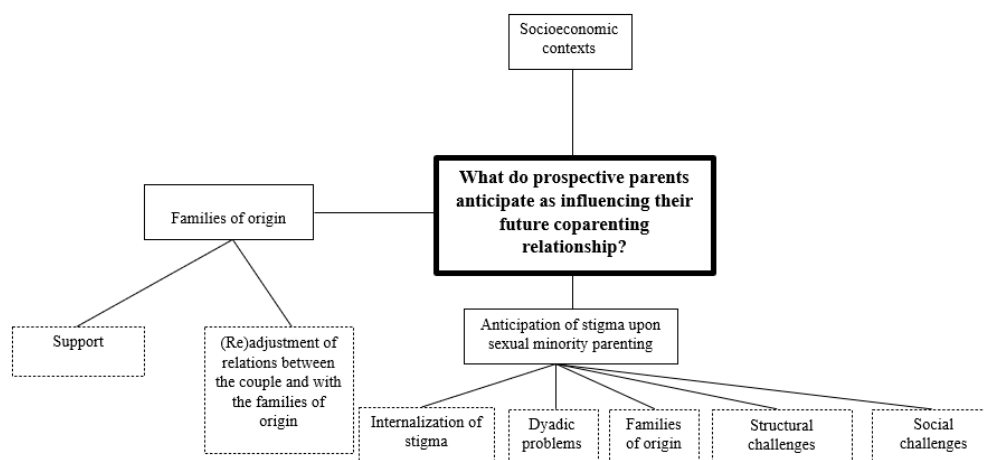 Socioeconomic
contexts
What do prospective parents
anticipate as influencing their
future coparenting
relationship?
Families of origin
Anticipation of stigma upon
sexual minority parenting
Support
(Re)adjustment of
relations between
the couple and with
the families of
origin
Internalization of
stigma
Dyadic
problems
Families
of origin
Structural
challenges
Social
challenges